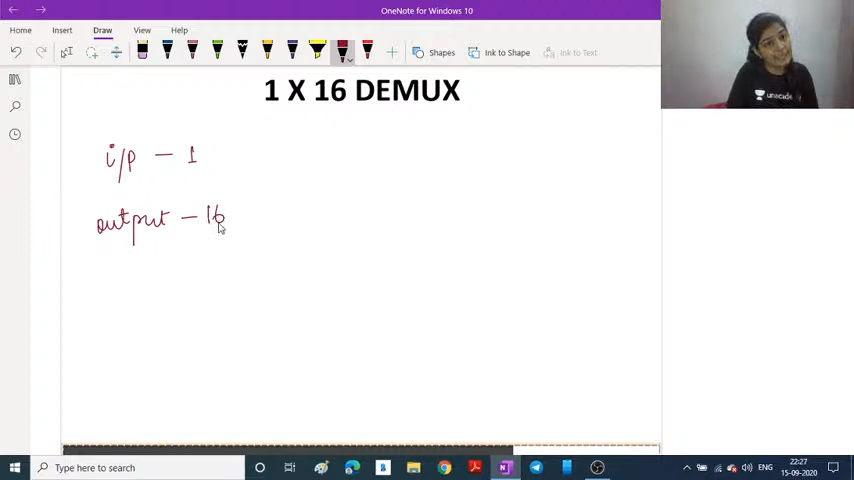 OneNote for Windows 10
Home Insert Draw View Help
Shapes Ink to Shape Ink to Text
unacademy
1 X 16 DEMUX
i/p — 1
output — 16
Type here to search
ENG
22:27
15-09-2020